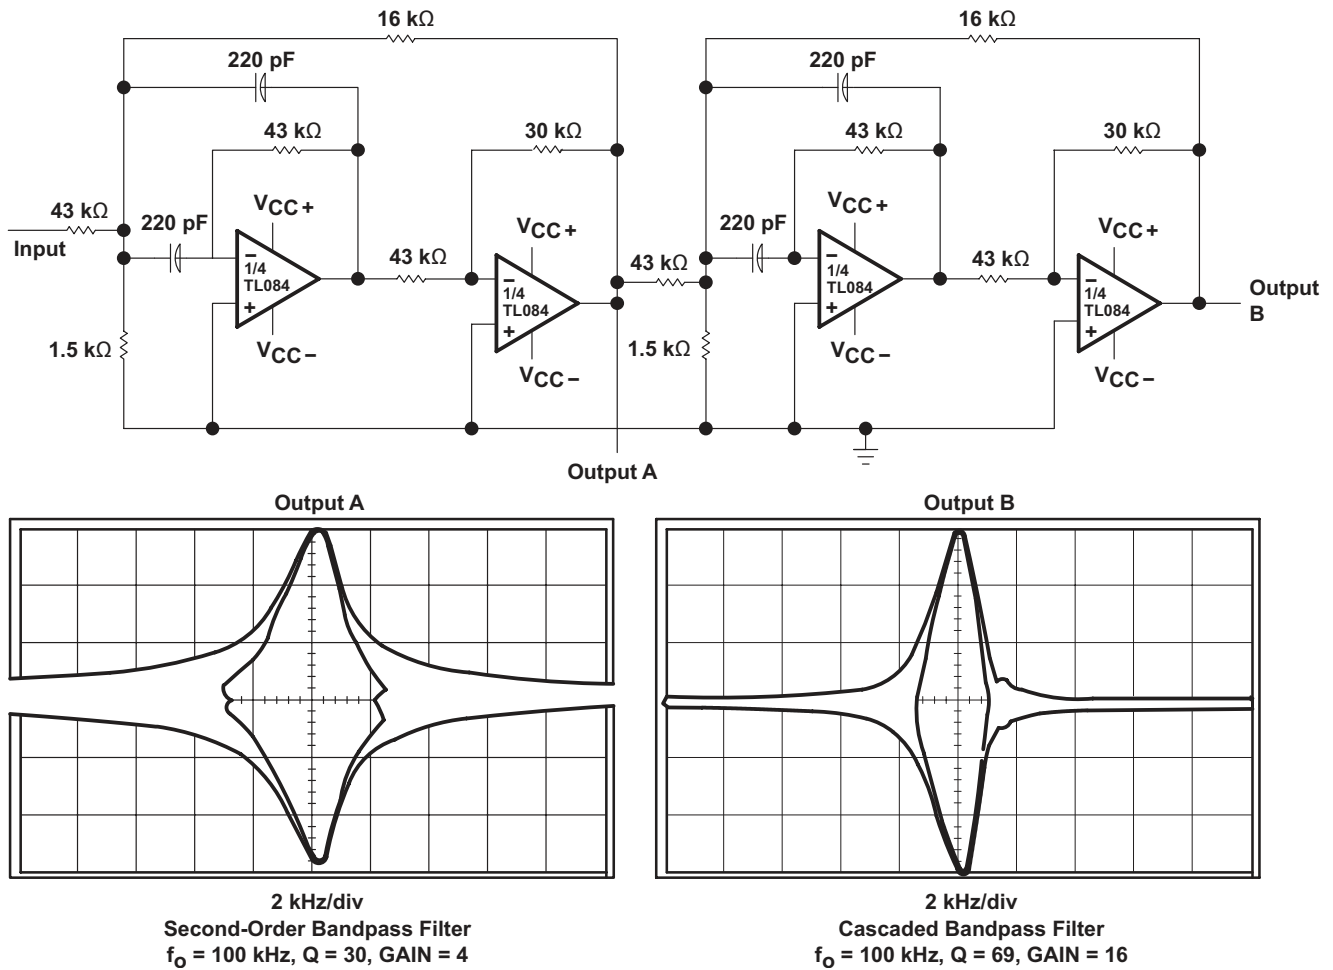 16 kΩ
16 kΩ
220 pF
220 pF
43 kΩ
30 kΩ
43 kΩ
30 kΩ
43 kΩ
Input
220 pF
VCC+
−
1/4
TL084
+
VCC−
43 kΩ
VCC+
−
1/4
TL084
+
VCC−
43 kΩ
220 pF
VCC+
−
1/4
TL084
+
VCC−
43 kΩ
VCC+
−
1/4
TL084
+
VCC−
Output
B
1.5 kΩ
1.5 kΩ
Output A
Output A
Output B
2 kHz/div
Second-Order Bandpass Filter
fo = 100 kHz, Q = 30, GAIN = 4
2 kHz/div
Cascaded Bandpass Filter
fo = 100 kHz, Q = 69, GAIN = 16